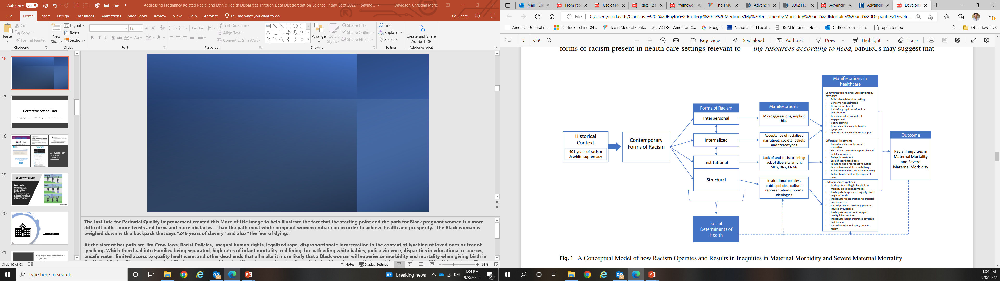 AutoSave On
Addressing Pregnancy Related Racial and Ethnic Health Disparities Through Data Disaggregation_Science Friday_Sept 2022 - Saving...
Davidson, Christina Marie
File Home Insert Design Transitions Animations Slide Show Review View Help Acrobat Tell me what you want to do
Share
Paste
Cut
Copy
Format Painter
Clipboard
New
Slide
Layout
Reset
Section
Slides
12
Font
Text Direction
Align Text
Convert to SmartArt
Paragraph
Arrange
Quick
Styles
Shape Fill
Shape Outline
Shape Effects
Drawing
Find
Replace
Select
Editing
Create and Share
Adobe PDF
Adobe Acrobat
16
17
Corrective Action Plan
Using Quality Improvement and Data Disaggregation to Address Health Equity
18
AIM
Achieving Health
Equity Has
Alignment?
19
Equality vs Equity
Health Equity:
20
System Factors
21
The Institute for Perinatal Quality Improvement created this Maze of Life image to help illustrate the fact that the starting point and the path for Black pregnant women is a more
difficult path – more twists and turns and more obstacles – than the path most white pregnant women embark on in order to achieve health and prosperity. The Black woman is
weighed down with a backpack that says “246 years of slavery” and also “the fear of dying.”
At the start of her path are Jim Crow laws, Racist Policies, unequal human rights, legalized rape, disproportionate incarceration in the context of lynching of loved ones or fear of
lynching. Which then lead into Families being separated, high rates of infant mortality, red lining, breastfeeding white babies, police violence, disparities in educational resources,
unsafe water, limited access to quality healthcare, and other dead ends that all make it more likely that a Black woman will experience morbidity and mortality when giving birth in
Slide 16 of 68
Notes
Display Settings
68%
Type here to search
Breaking news
1:34 PM
9/8/2022
21
Mail - Ch
From race
Use of ra
Race_Res
framewo
The TMC
Advancin
0962113.
Advancin
Advancin
Developi
File
C:/Users/cmdavids/OneDrive%20-%20Baylor%20College%20of%20Medicine/My%20Documents/Morbidity%20and%20Mortality%20and%20Disparities/Develo...
American Journal o...
Outlook - chines84...
Texas Medical Cent...
ACOG - American C...
Google
National and Local...
BCM Intranet - Hou...
Outlook.com - chin...
open tempo
Other favorites
5 of 9
Page view
Read aloud
Add text
Draw
Highlight
Erase
forms of racism present in health care settings relevant to
ing resources according to need, MMRCs may suggest that
Historical
Context
401 years of racism
& white supremacy
Contemporary
Forms of Racism
Forms of Racism
Interpersonal
Internalized
Institutional
Structural
Social
Determinants of
Health
Manifestations
Microaggressions; implicit
bias
Acceptance of racialized
narratives, societal beliefs
and stereotypes
Lack of anti-racist training;
lack of diversity among
MDs, RNs, CNMs
Institutional policies,
public policies, cultural
representations, norms
ideologies
Manifestations in
healthcare
Communication failures/ Stereotyping by
providers:
• Failed shared-decision making
• Concerns not addressed
• Delays in treatment
• Lack of appropriate referral or
consultation
• Low expectations of patient
engagement
• Victim blaming
• Ignored and improperly treated
symptoms
• Ignored and improperly treated pain
Differential Treatment:
• Lack of quality care for racial
minorities
• Restrictions on social support allowed
in delivery rooms
• Delays in treatment
• Lack of coordinated care
• Failure to use a reproductive justice
lens or framework in care delivery
• Failure to mandate anti-racism training
• Failure to offer culturally congruent
care
Lack of resources/policies
• Inadequate staffing in hospitals in
majority black neighborhoods
• Inadequate hospitals in majority black
neighborhoods
• Inadequate transportation to prenatal
appointments
• Lack of providers accepting patients
insured by Medicaid
• Inadequate resources to support
quality infrastructure
• Inadequate health insurance coverage
and duration
• Lack of institutional policy on anti-
racism
Outcome
Racial Inequities in
Maternal Mortality
and Severe
Maternal Morbidity
Fig. 1 A Conceptual Model of how Racism Operates and Results in Inequities in Maternal Morbidity and Severe Maternal Mortality
1:34 PM
9/8/2022